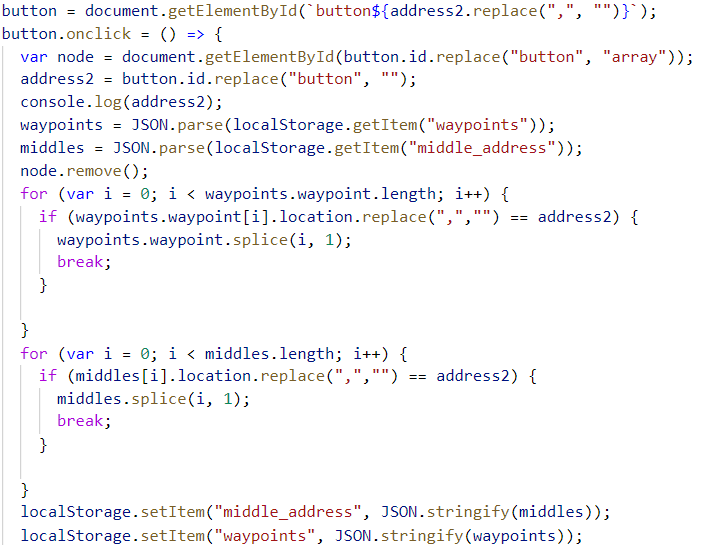 button = document.getElementById(`button${address2.replace(",", "")}`);
button.onclick = () => {
  var node = document.getElementById(button.id.replace("button", "array"));
  address2 = button.id.replace("button", "");
  console.log(address2);
  waypoints = JSON.parse(localStorage.getItem("waypoints"));
  middles = JSON.parse(localStorage.getItem("middle_address"));
  node.remove();
  for (var i = 0; i < waypoints.waypoint.length; i++) {
    if (waypoints.waypoint[i].location.replace(",","") == address2) {
      waypoints.waypoint.splice(i, 1);
      break;
    }
  }
  for (var i = 0; i < middles.length; i++) {
    if (middles[i].location.replace(",","") == address2) {
      middles.splice(i, 1);
      break;
    }
  }
  localStorage.setItem("middle_address", JSON.stringify(middles));
  localStorage.setItem("waypoints", JSON.stringify(waypoints));